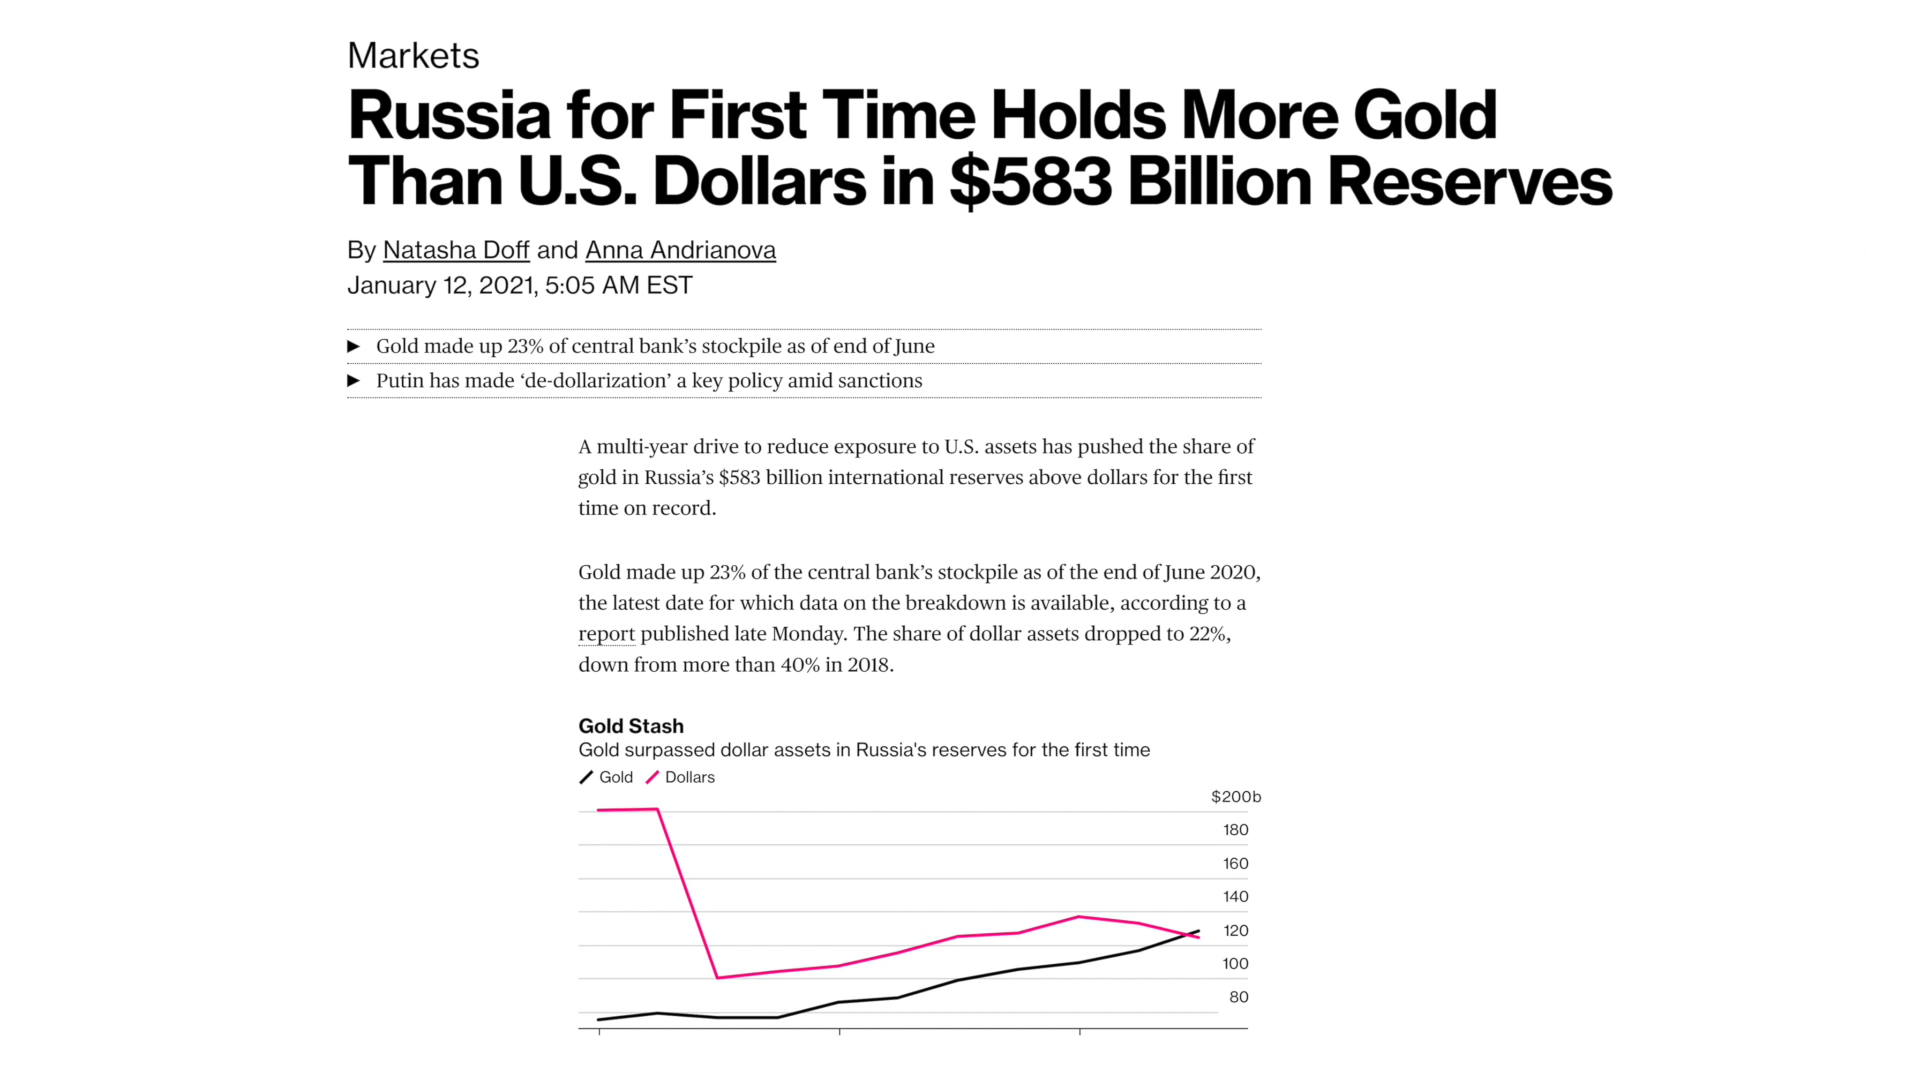 Markets
Russia for First Time Holds More Gold
Than U.S. Dollars in $583 Billion Reserves
By Natasha Doff and Anna Andrianova
January 12, 2021, 5:05 AM EST
▶ Gold made up 23% of central bank’s stockpile as of end of June
▶ Putin has made ‘de-dollarization’ a key policy amid sanctions
A multi-year drive to reduce exposure to U.S. assets has pushed the share of
gold in Russia’s $583 billion international reserves above dollars for the first
time on record.
Gold made up 23% of the central bank’s stockpile as of the end of June 2020,
the latest date for which data on the breakdown is available, according to a
report published late Monday. The share of dollar assets dropped to 22%,
down from more than 40% in 2018.
Gold Stash
Gold surpassed dollar assets in Russia's reserves for the first time
Gold Dollars
$200b
180
160
140
120
100
80